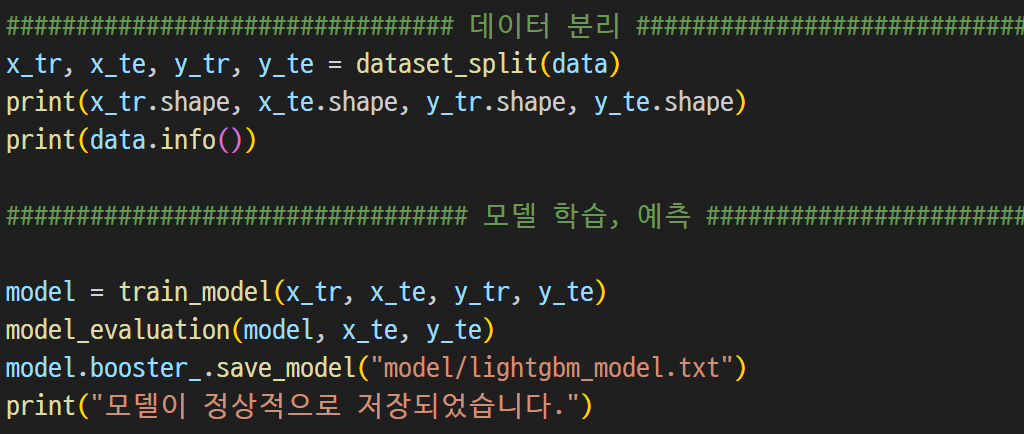 ################################ 데이터 분리 ############################
x_tr, x_te, y_tr, y_te = dataset_split(data)
print(x_tr.shape, x_te.shape, y_tr.shape, y_te.shape)
print(data.info())
################################# 모델 학습, 예측 #######################
model = train_model(x_tr, x_te, y_tr, y_te)
model_evaluation(model, x_te, y_te)
model.booster_.save_model("model/lightgbm_model.txt")
print("모델이 정상적으로 저장되었습니다.")